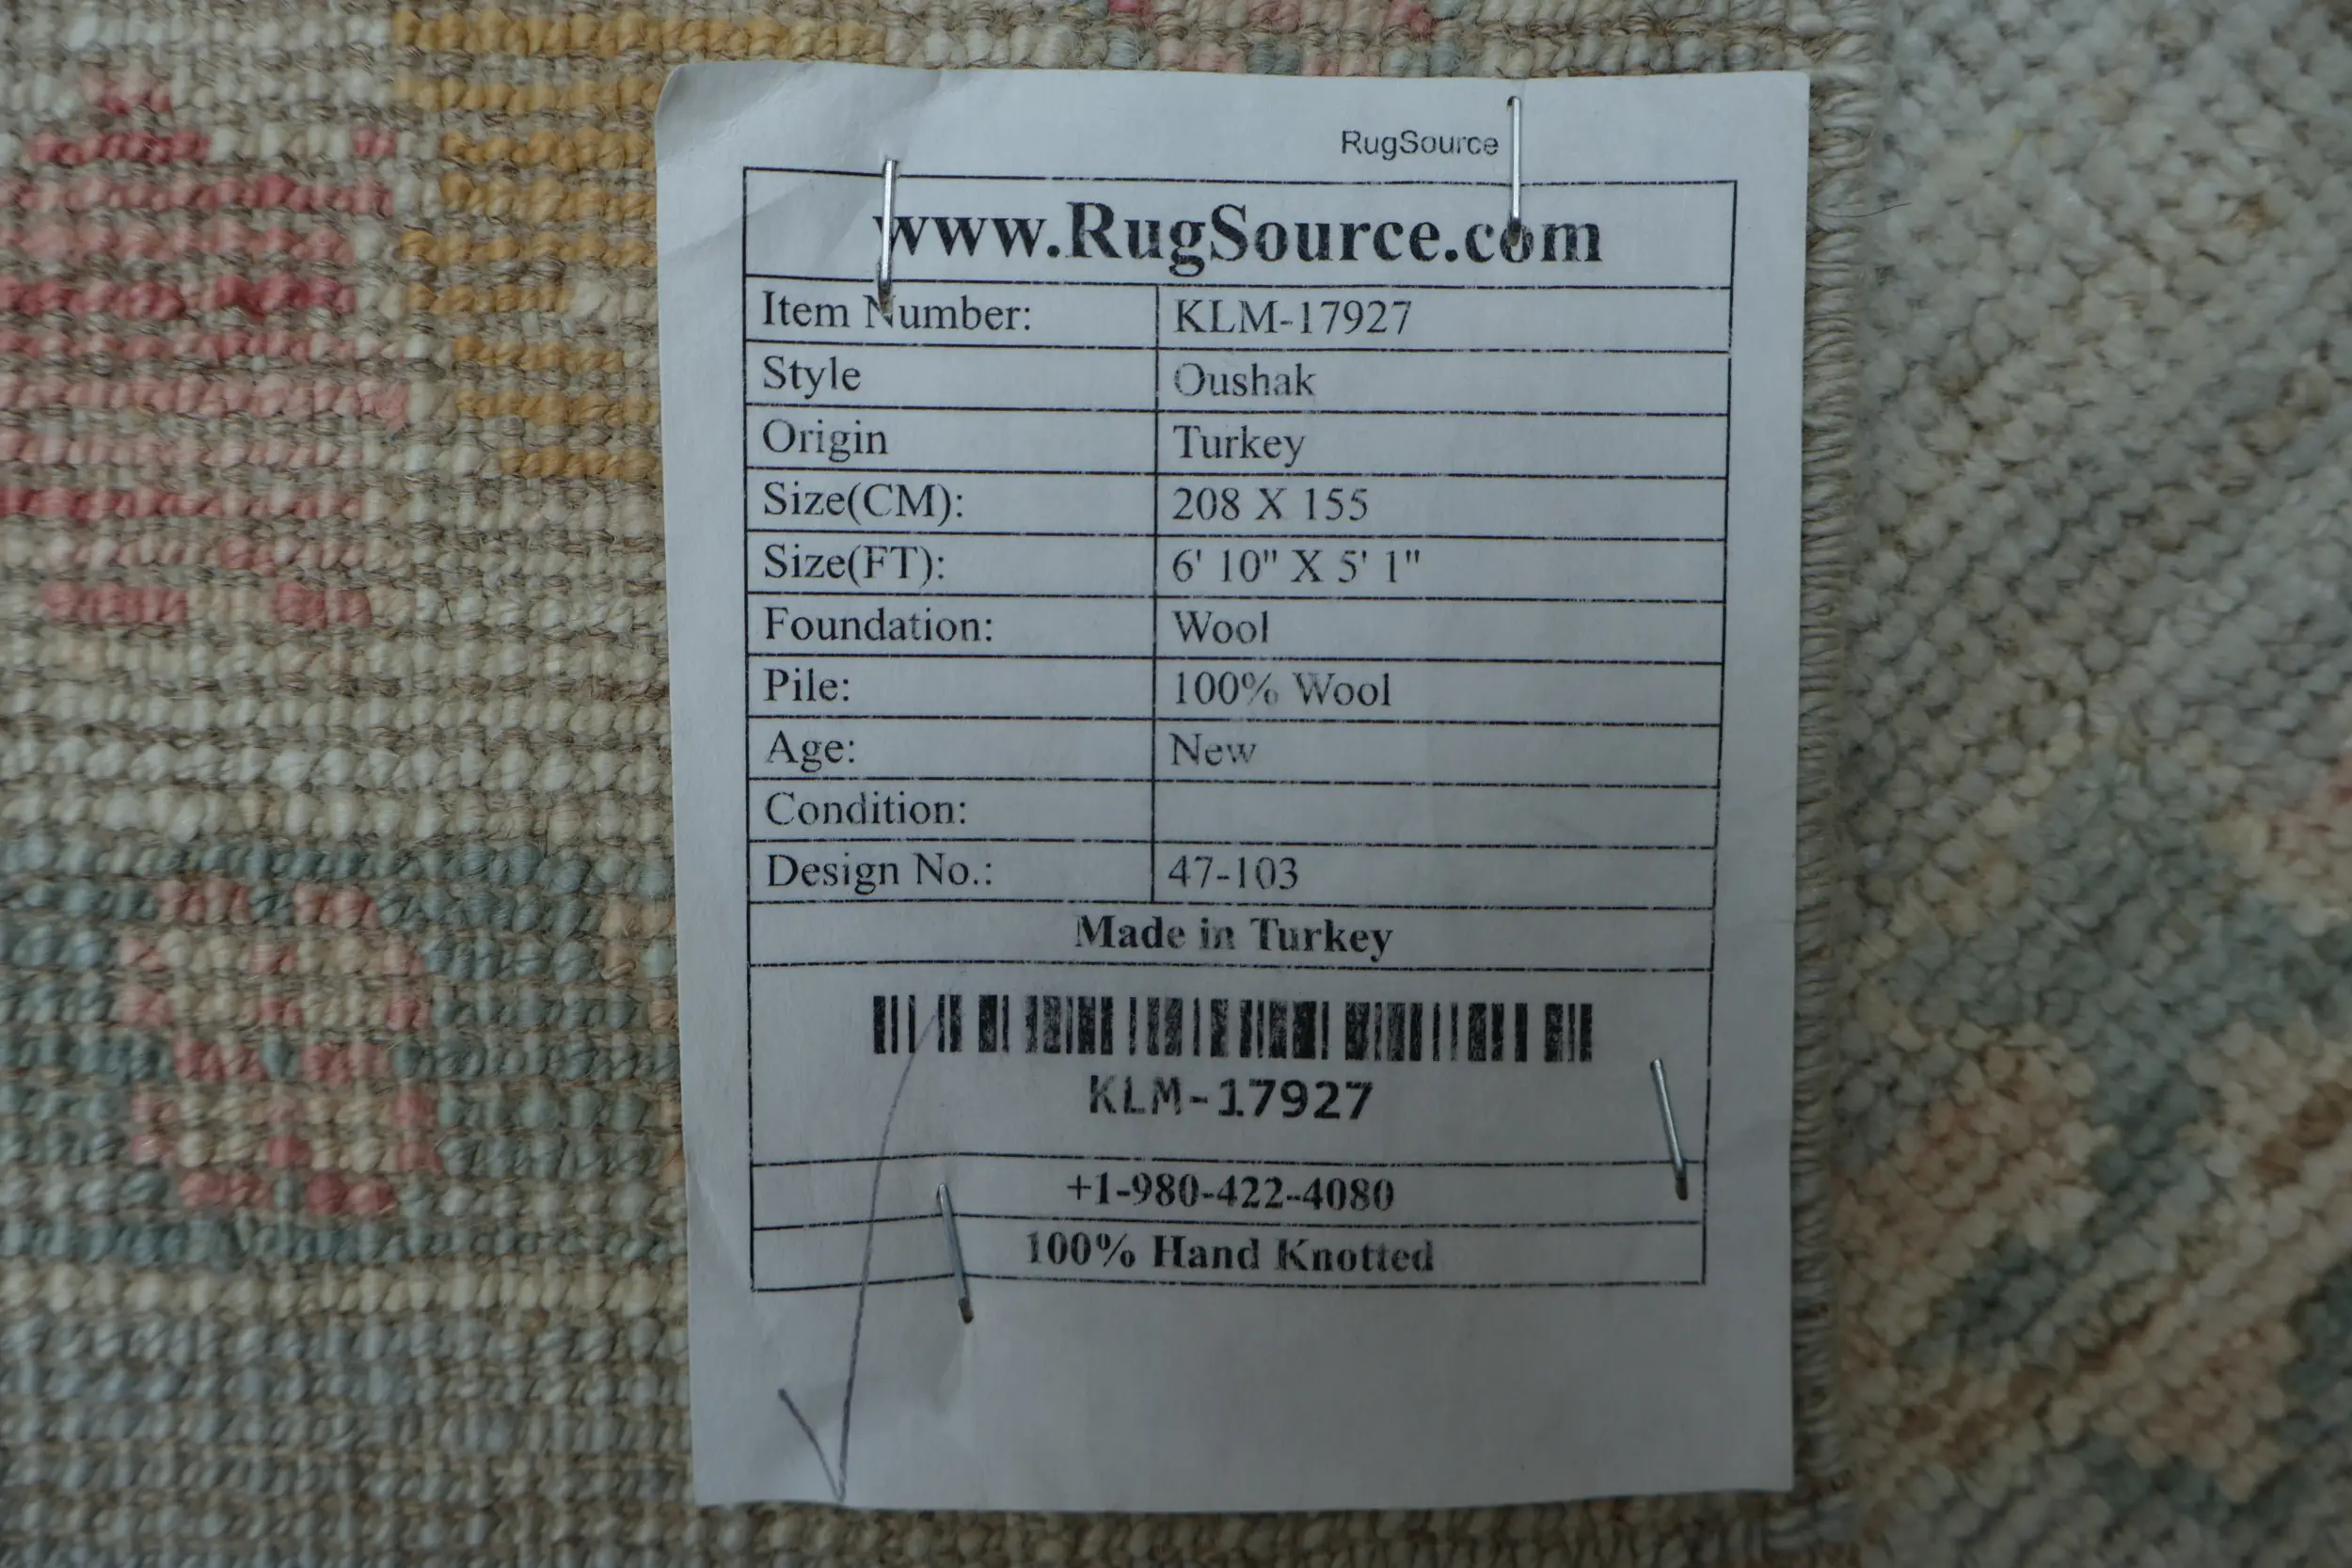 RugSource
www.RugSource.com
Item Number: KLM-17927
Style Oushak
Origin Turkey
Size(CM): 208 X 155
Size(FT): 6' 10" X 5' 1"
Foundation: Wool
Pile: 100% Wool
Age: New
Condition:
Design No.: 47-103
Made in Turkey
KLM-17927
+1-980-422-4080
100% Hand Knotted